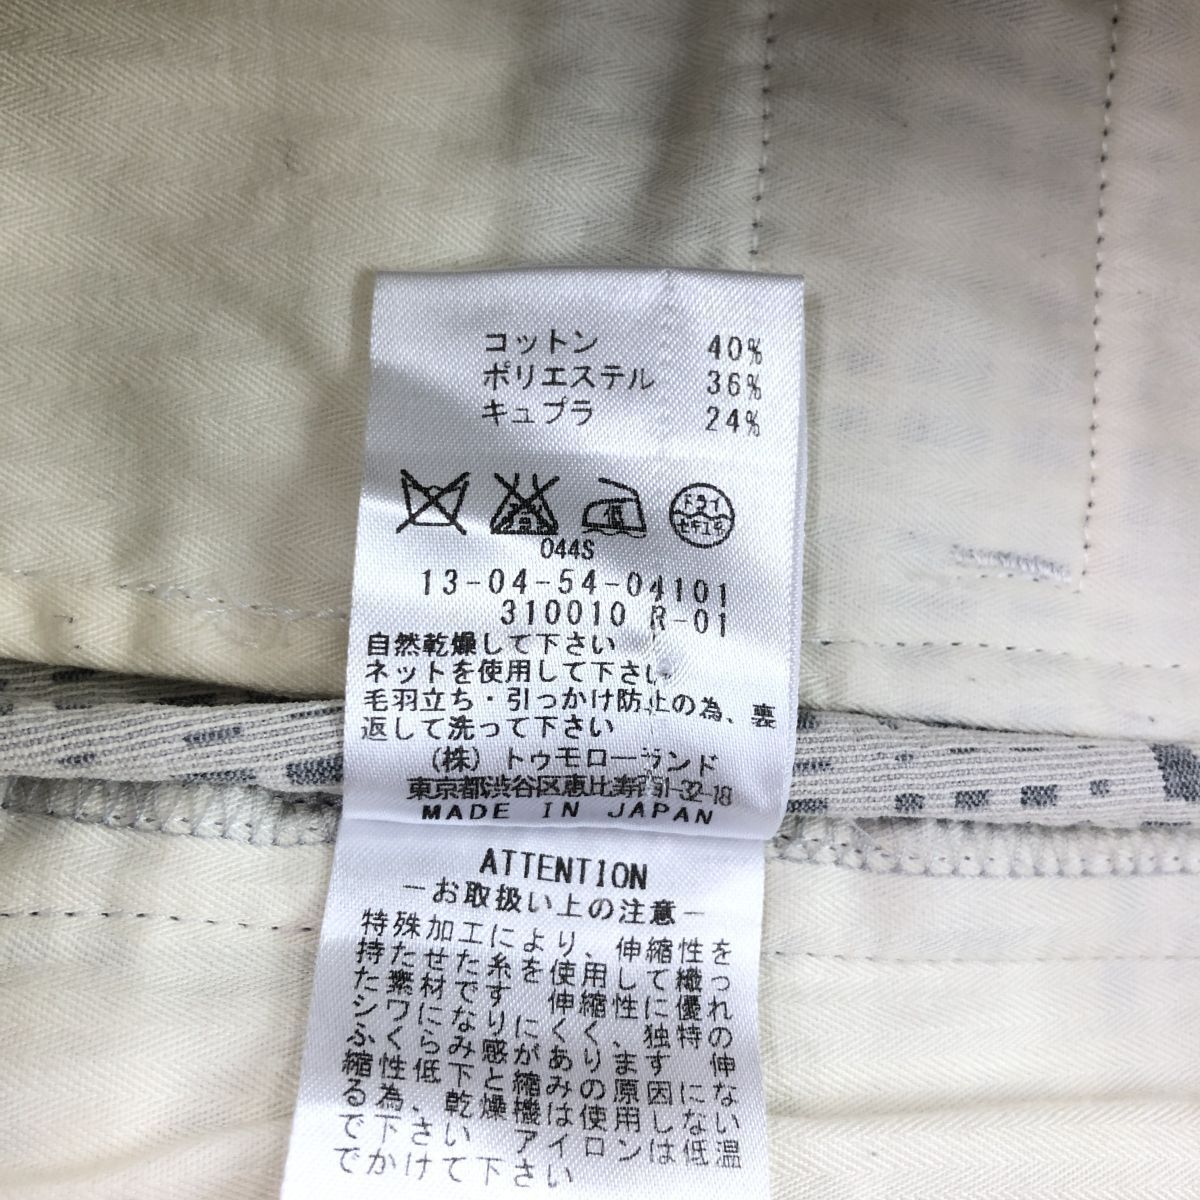 コットン 40%
ポリエステル 36%
キュプラ 24%
低
ドライ
セキユ系
044S
13-04-54-04101
310010 R-01
自然乾燥して下さい
ネットを使用して下さい
毛羽立ち・引っかけ防止の為、裏
返して洗って下さい
(株) トゥモローランド
東京都渋谷区恵比寿西1-32-18
MADE IN JAPAN
ATTENTION
－お取扱い上の注意－
特殊加工により、伸縮性を
持たせた糸を使用して織っ
た素材です 伸縮性に優れ
シワになりにくく、独特の
ふくらみ感があります 伸
縮性低下と縮みの原因にな
る為、乾燥機は使用しない
で下さい アイロンは低温
でかけて下さい